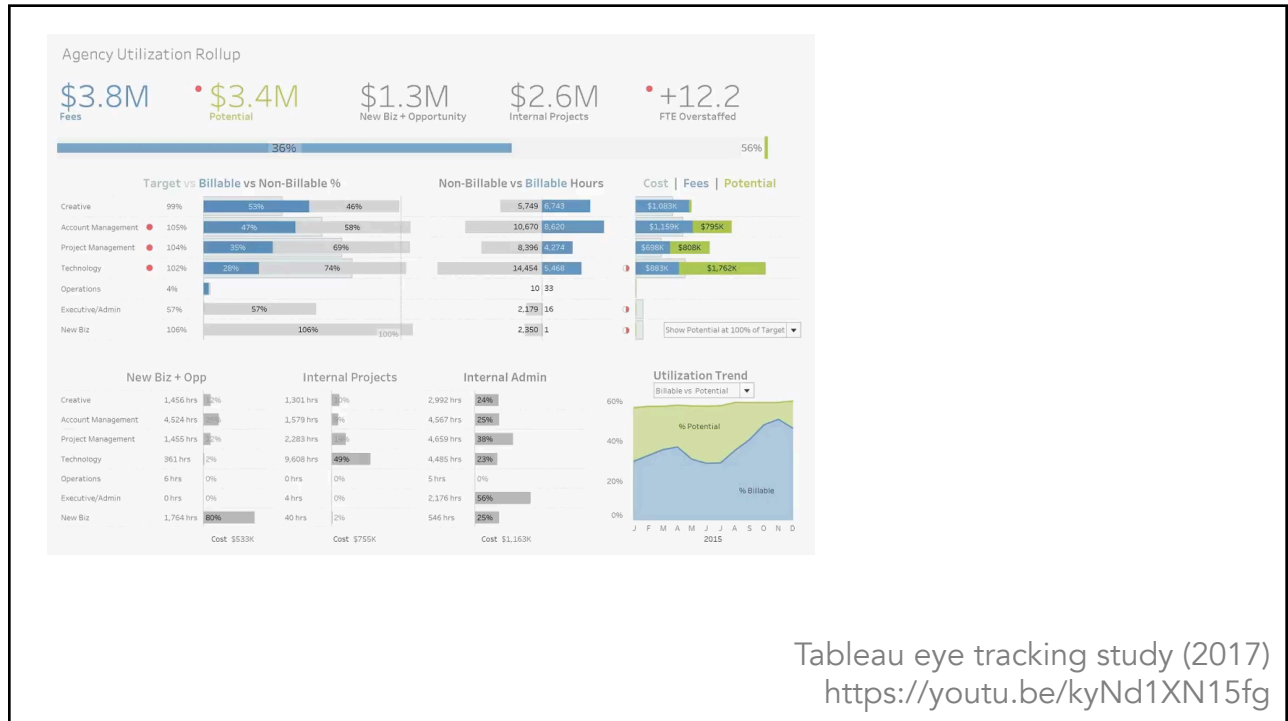 Agency Utilization Rollup
$3.8M $3.4M $1.3M $2.6M +12.2
Fees Potential New Biz + Opportunity Internal Projects FTE Overstaffed
36% 56%
Target vs Billable vs Non-Billable % Non-Billable vs Billable Hours Cost | Fees | Potential
Creative 99% 53% 46% 5,749 6,743 $1,083K
Account Management 105% 47% 58% 10,670 8,620 $1,159K $795K
Project Management 104% 35% 69% 8,396 4,274 $698K $808K
Technology 102% 28% 74% 14,454 5,468 $883K $1,762K
Operations 4% 10 33
Executive/Admin 57% 57% 2,179 16
New Biz 106% 106% 100% 2,350 1 Show Potential at 100% of Target
New Biz + Opp Internal Projects Internal Admin Utilization Trend
Billable vs Potential
Creative 1,456 hrs 12% 1,301 hrs 10% 2,992 hrs 24% 60%
Account Management 4,524 hrs 1,579 hrs 4,567 hrs 25% % Potential
Project Management 1,455 hrs 12% 2,283 hrs 4,659 hrs 38% 40%
Technology 361 hrs 2% 9,608 hrs 49% 4,485 hrs 23%
Operations 6 hrs 0% 0 hrs 0% 5 hrs 0% 20%
Executive/Admin 0 hrs 0% 4 hrs 0% 2,176 hrs 56% % Billable
New Biz 1,764 hrs 80% 40 hrs 2% 546 hrs 25% 0%
J F M A M J J A S O N D
Cost $533K Cost $755K Cost $1,163K 2015
Tableau eye tracking study (2017)
https://youtu.be/kyNd1XN15fg